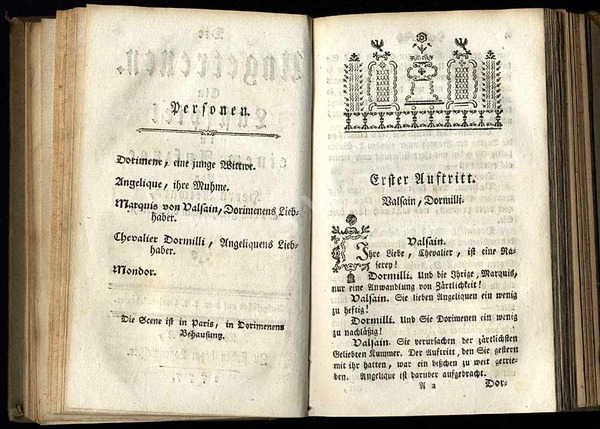 Personen.
Dorimene, eine junge Wittwe.
Angelique, ihre Muhme.
Marquis von Valsain, Dorimenens Lieb-
haber.
Chevalier Dormilli, Angeliquens Lieb-
haber.
Mondor.
Die Scene ist in Paris, in Dorimenens
Behausung.
Erster Auftritt.
Valsain, Dormilli.
Valsain.
Ihre Liebe, Chevalier, ist eine Ra-
serey!
Dormilli. Und die Ihrige, Marquis,
nur eine Anwandlung von Zärtlichkeit!
Valsain. Sie lieben Angeliquen ein wenig
zu heftig!
Dormilli. Und Sie Dorimenen ein wenig
zu nachläßig!
Valsain. Sie verursachen der zärtlichsten
Geliebten Kummer. Der Auftritt, den Sie gestern
mit ihr hatten, war ein bißchen zu weit getrie-
ben. Angelique ist darüber aufgebracht.
A 2
Dor-